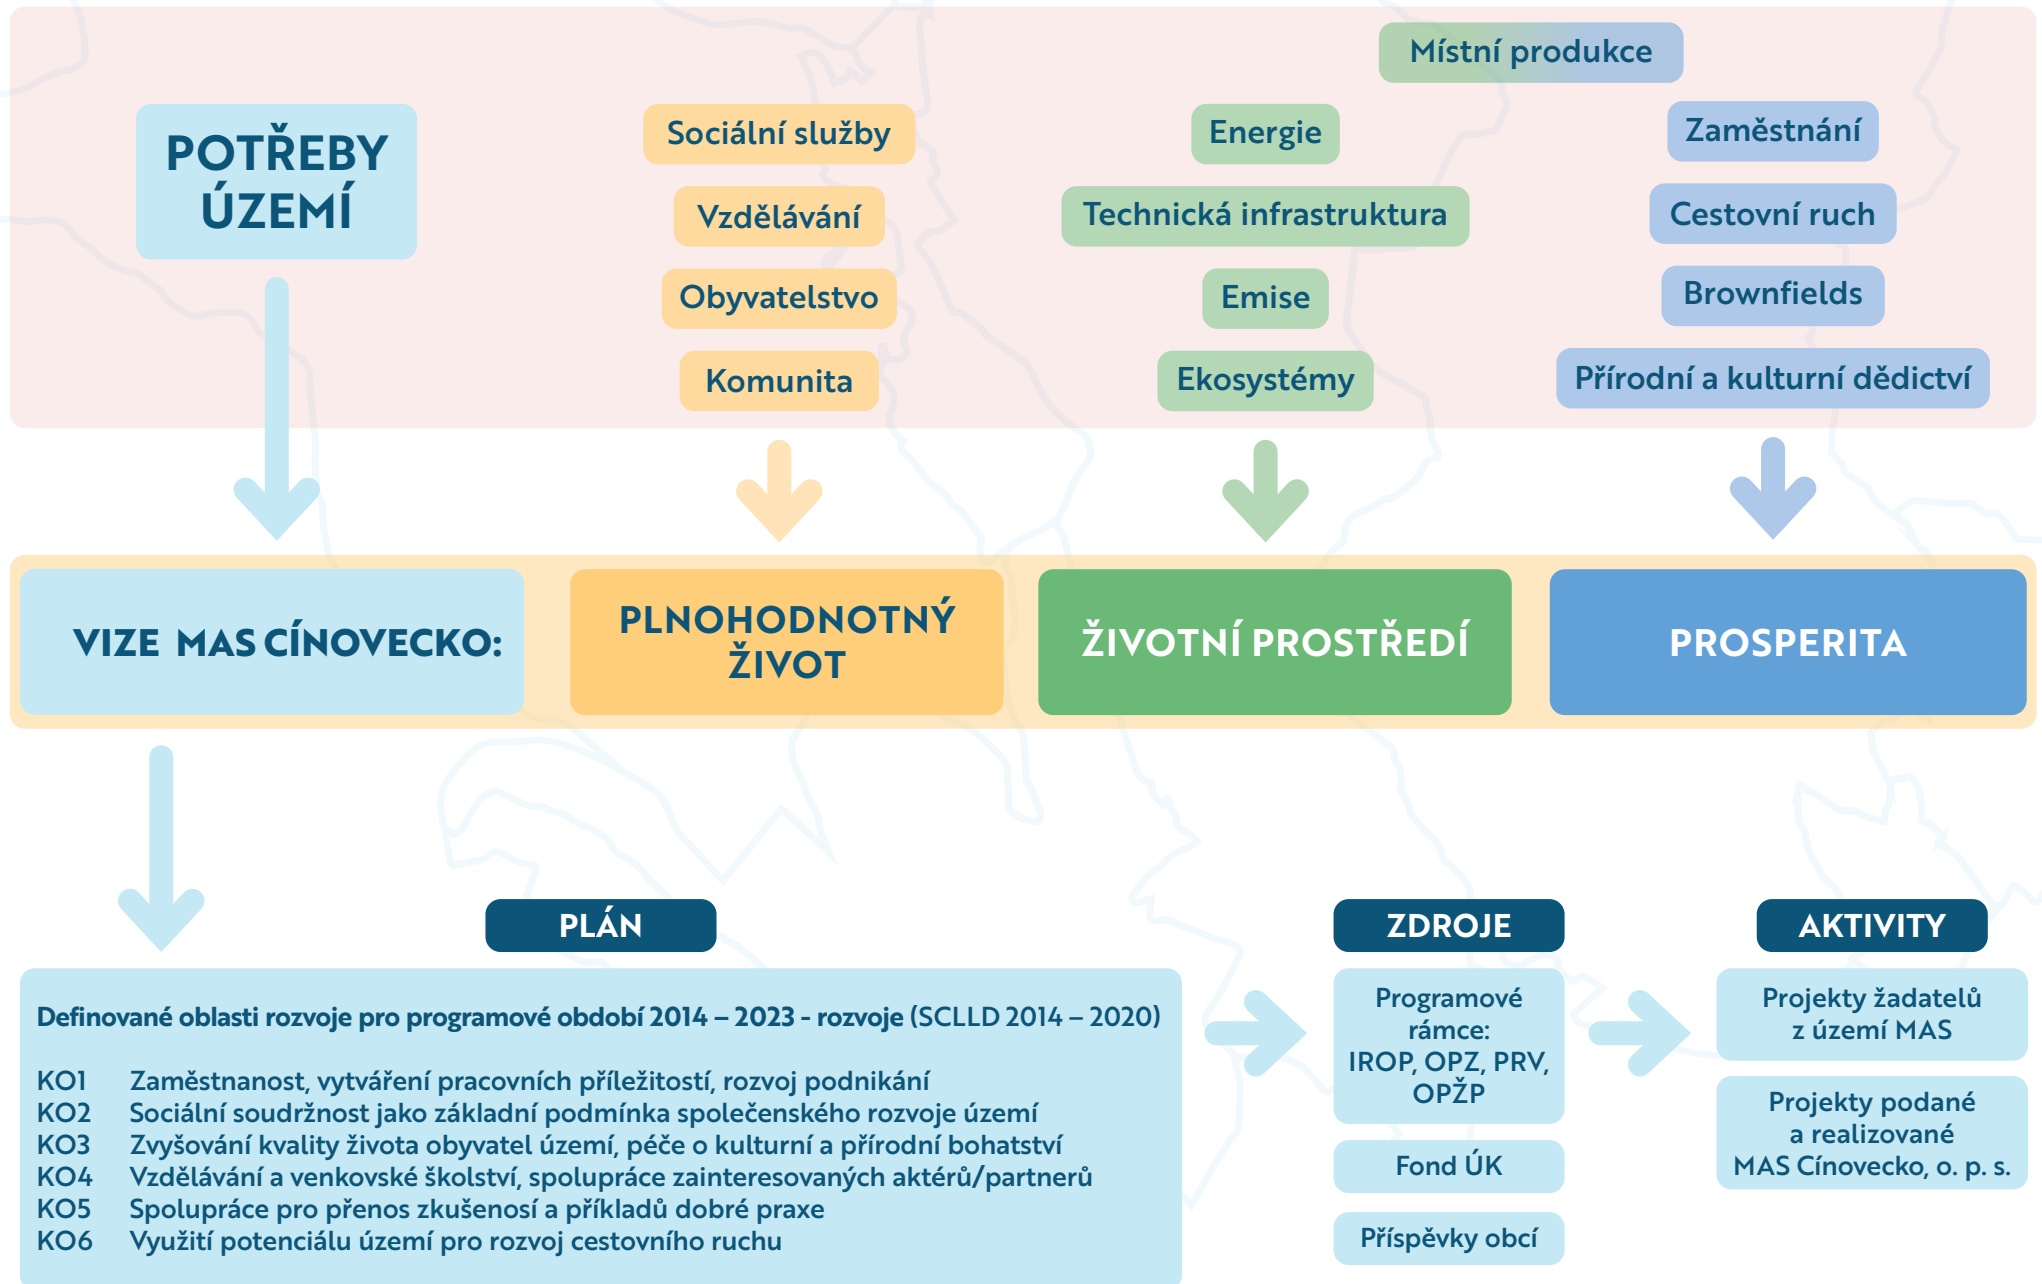 Místní produkce
POTŘEBY
ÚZEMÍ
Sociální služby
Vzdělávání
Obyvatelstvo
Komunita
Energie
Technická infrastruktura
Emise
Ekosystémy
Zaměstnání
Cestovní ruch
Brownfields
Přírodní a kulturní dědictví
VIZE MAS CÍNOVECKO:
PLNOHODNOTNÝ
ŽIVOT
ŽIVOTNÍ PROSTŘEDÍ
PROSPERITA
PLÁN
Definované oblasti rozvoje pro programové období 2014 – 2023 - rozvoje (SCLLD 2014 – 2020)
KO1 Zaměstnanost, vytváření pracovních příležitostí, rozvoj podnikání
KO2 Sociální soudržnost jako základní podmínka společenského rozvoje území
KO3 Zvyšování kvality života obyvatel území, péče o kulturní a přírodní bohatství
KO4 Vzdělávání a venkovské školství, spolupráce zainteresovaných aktérů/partnerů
KO5 Spolupráce pro přenos zkušenosí a příkladů dobré praxe
KO6 Využití potenciálu území pro rozvoj cestovního ruchu
ZDROJE
Programové
rámce:
IROP, OPZ, PRV,
OPŽP
Fond ÚK
Příspěvky obcí
AKTIVITY
Projekty žadatelů
z území MAS
Projekty podané
a realizované
MAS Cínovecko, o. p. s.